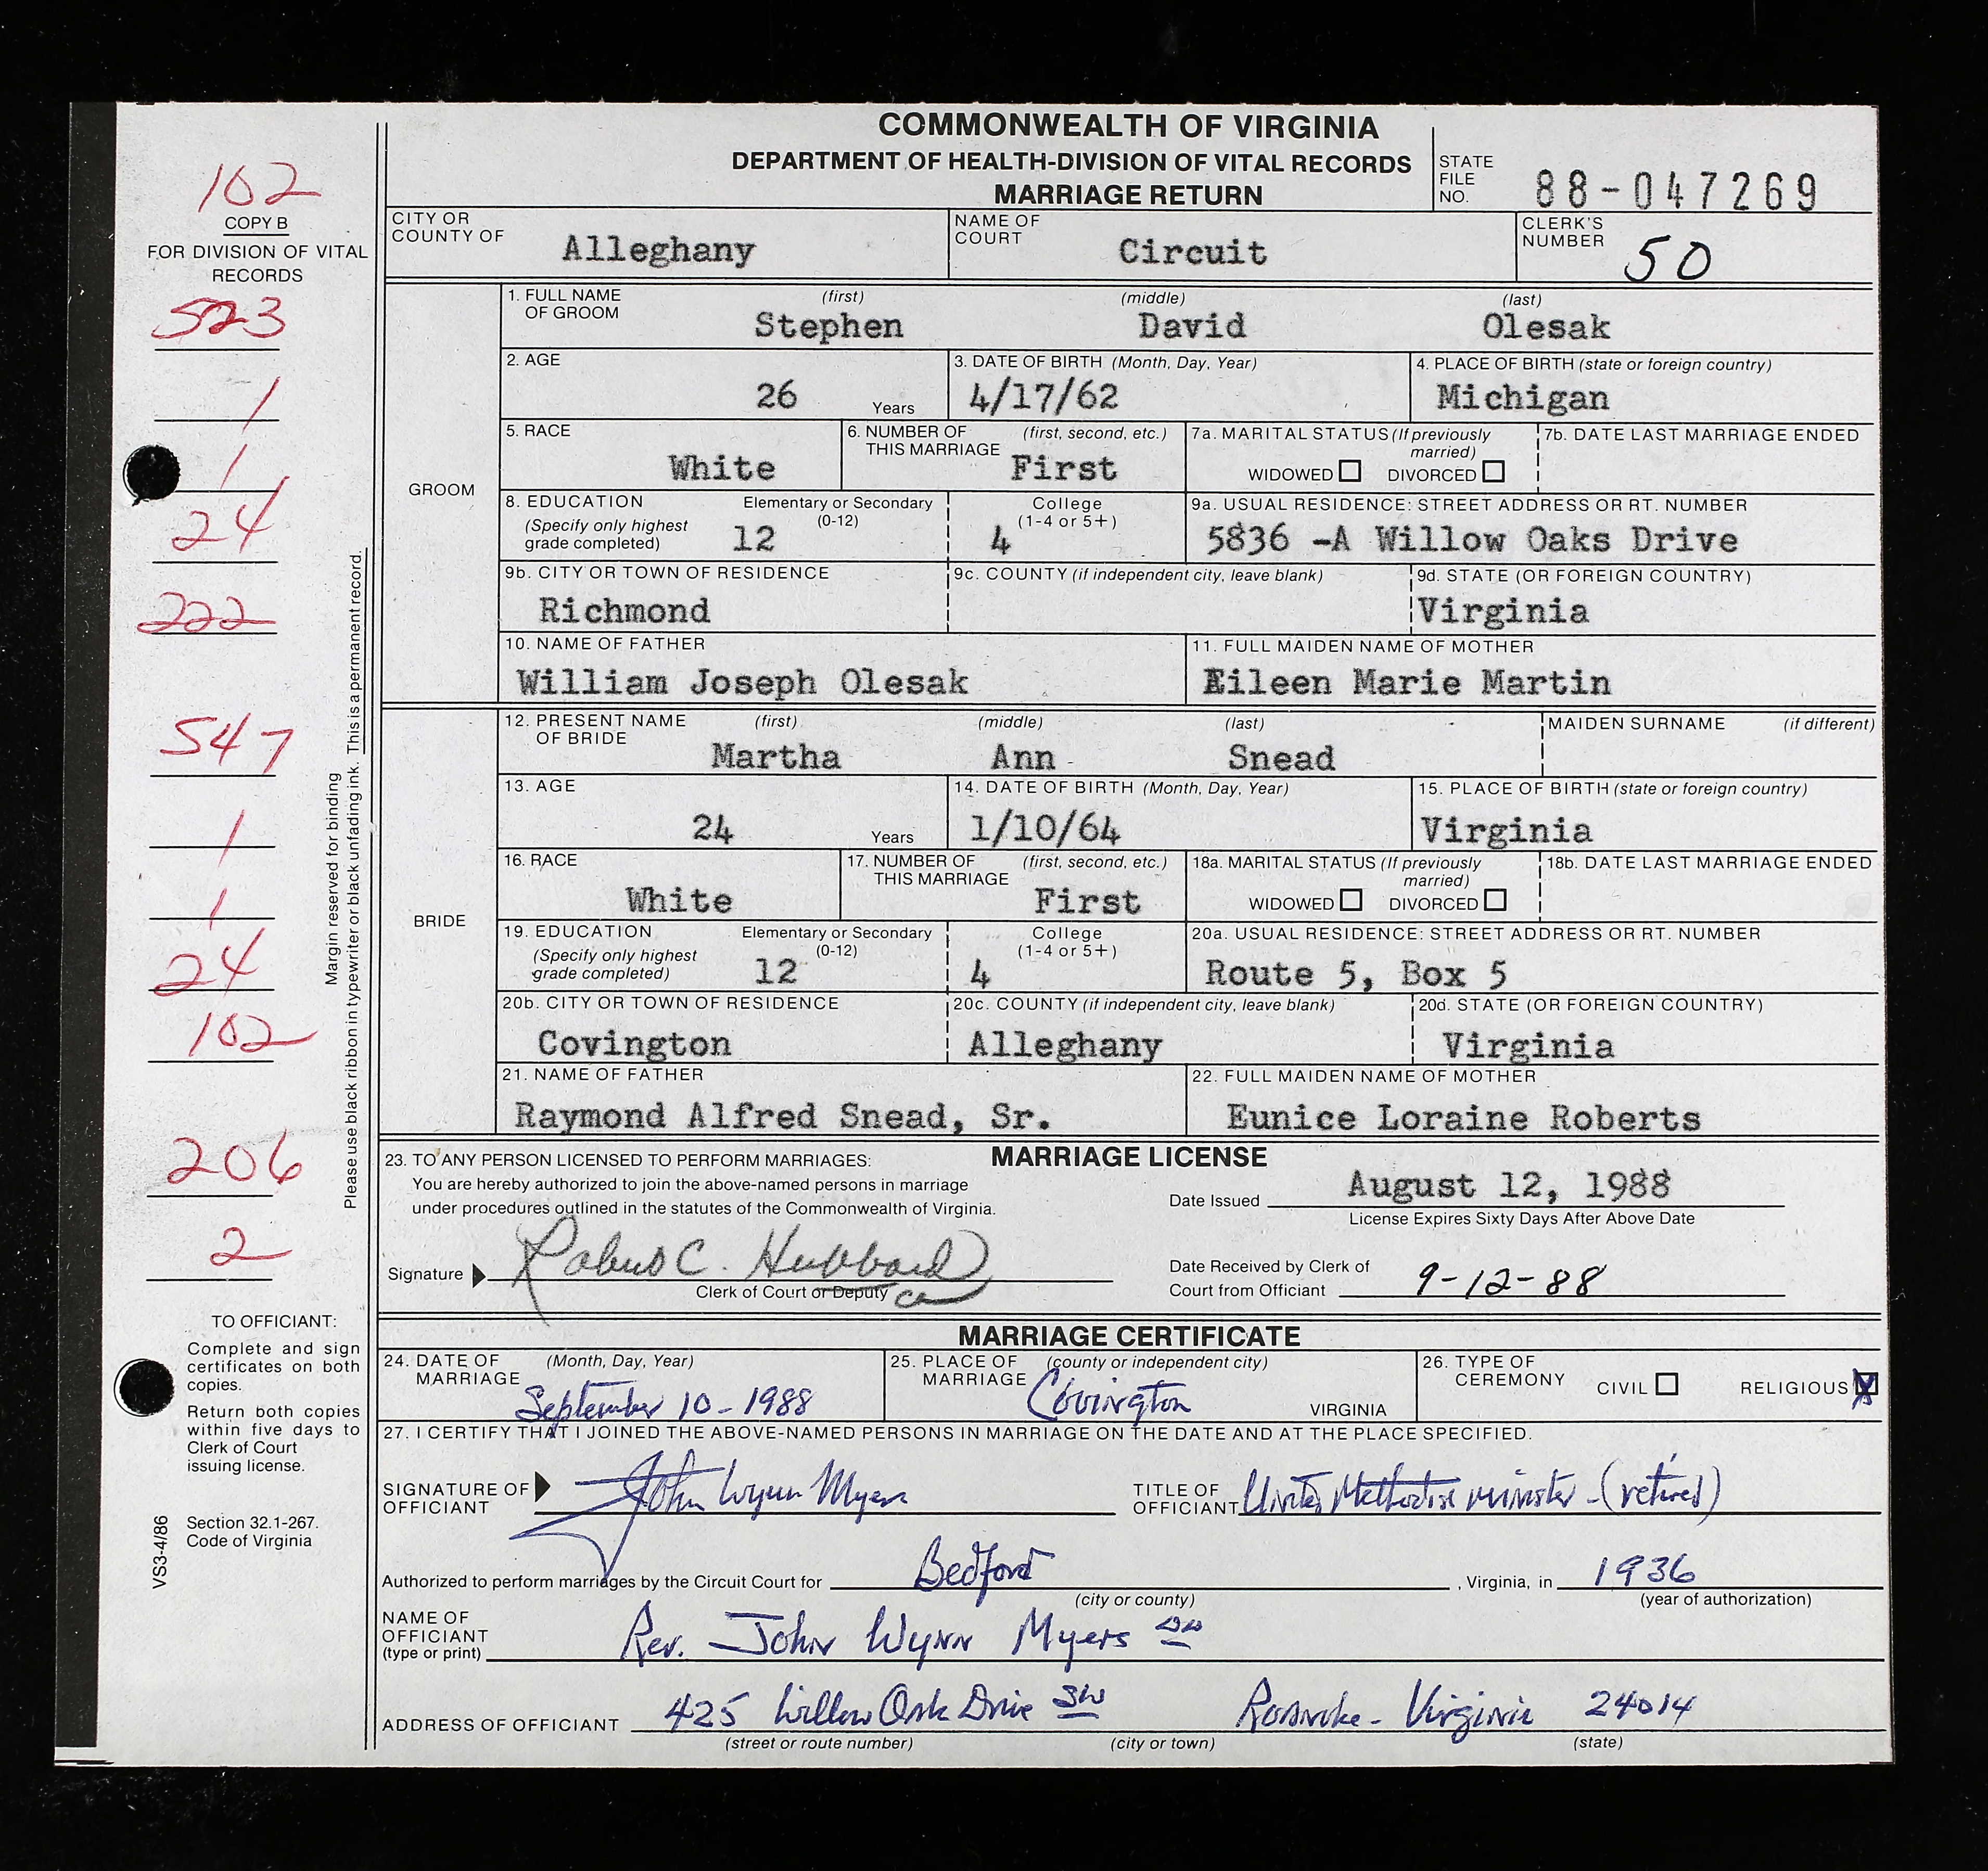 COMMONWEALTH OF VIRGINIA
DEPARTMENT OF HEALTH-DIVISION OF VITAL RECORDS
MARRIAGE RETURN
STATE FILE NO. 88-047269
102
COPY B
FOR DIVISION OF VITAL RECORDS
523
1
1
24
222
547
1
1
24
102
206
2
Margin reserved for binding
Please use black ribbon in typewriter or black unfading ink. This is a permanent record.
TO OFFICIANT:
Complete and sign
certificates on both
copies.
Return both copies
within five days to
Clerk of Court
issuing license.
Section 32.1-267.
Code of Virginia
VS3-4/86
CITY OR COUNTY OF Alleghany NAME OF COURT Circuit CLERK'S NUMBER 50
GROOM
1. FULL NAME OF GROOM (first) Stephen (middle) David (last) Olesak
2. AGE 26 Years 3. DATE OF BIRTH (Month, Day, Year) 4/17/62 4. PLACE OF BIRTH (state or foreign country) Michigan
5. RACE White 6. NUMBER OF THIS MARRIAGE (first, second, etc.) First 7a. MARITAL STATUS (If previously married) WIDOWED DIVORCED 7b. DATE LAST MARRIAGE ENDED
8. EDUCATION (Specify only highest grade completed) Elementary or Secondary (0-12) 12 College (1-4 or 5+) 4 9a. USUAL RESIDENCE: STREET ADDRESS OR RT. NUMBER 5836 -A Willow Oaks Drive
9b. CITY OR TOWN OF RESIDENCE Richmond 9c. COUNTY (if independent city, leave blank) 9d. STATE (OR FOREIGN COUNTRY) Virginia
10. NAME OF FATHER William Joseph Olesak 11. FULL MAIDEN NAME OF MOTHER Eileen Marie Martin
BRIDE
12. PRESENT NAME OF BRIDE (first) Martha (middle) Ann (last) Snead MAIDEN SURNAME (if different)
13. AGE 24 Years 14. DATE OF BIRTH (Month, Day, Year) 1/10/64 15. PLACE OF BIRTH (state or foreign country) Virginia
16. RACE White 17. NUMBER OF THIS MARRIAGE (first, second, etc.) First 18a. MARITAL STATUS (If previously married) WIDOWED DIVORCED 18b. DATE LAST MARRIAGE ENDED
19. EDUCATION (Specify only highest grade completed) Elementary or Secondary (0-12) 12 College (1-4 or 5+) 4 20a. USUAL RESIDENCE: STREET ADDRESS OR RT. NUMBER Route 5, Box 5
20b. CITY OR TOWN OF RESIDENCE Covington 20c. COUNTY (if independent city, leave blank) Alleghany 20d. STATE (OR FOREIGN COUNTRY) Virginia
21. NAME OF FATHER Raymond Alfred Snead, Sr. 22. FULL MAIDEN NAME OF MOTHER Eunice Loraine Roberts
MARRIAGE LICENSE
23. TO ANY PERSON LICENSED TO PERFORM MARRIAGES:
You are hereby authorized to join the above-named persons in marriage
under procedures outlined in the statutes of the Commonwealth of Virginia.
Date Issued August 12, 1988
License Expires Sixty Days After Above Date
Signature C. Hubbard
Clerk of Court or Deputy
Date Received by Clerk of Court from Officiant 9-12-88
MARRIAGE CERTIFICATE
24. DATE OF MARRIAGE (Month, Day, Year) September 10-1988 25. PLACE OF MARRIAGE (county or independent city) Covington VIRGINIA 26. TYPE OF CEREMONY CIVIL RELIGIOUS X
27. I CERTIFY THAT I JOINED THE ABOVE-NAMED PERSONS IN MARRIAGE ON THE DATE AND AT THE PLACE SPECIFIED.
SIGNATURE OF OFFICIANT John Wynn Myers TITLE OF OFFICIANT United Methodist minister - (retired)
Authorized to perform marriages by the Circuit Court for Bedford , Virginia, in 1936
(city or county) (year of authorization)
NAME OF OFFICIANT (type or print) Rev. John Wynn Myers
ADDRESS OF OFFICIANT 425 Willow Oak Drive SW Roanoke - Virginia 24014
(street or route number) (city or town) (state)